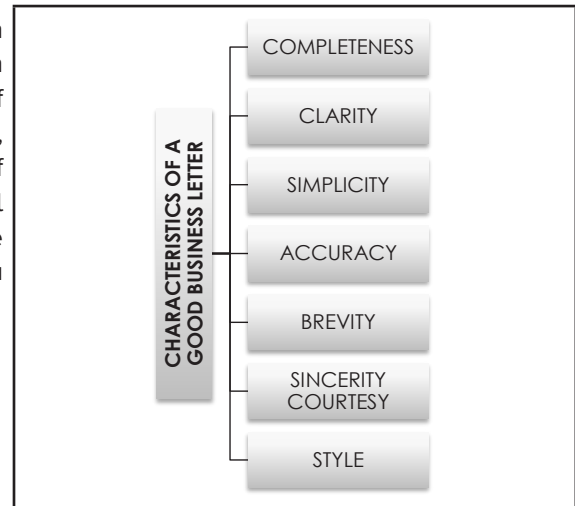 CHARACTERISTICS OF A
GOOD BUSINESS LETTER
COMPLETENESS
CLARITY
SIMPLICITY
ACCURACY
BREVITY
SINCERITY
COURTESY
STYLE